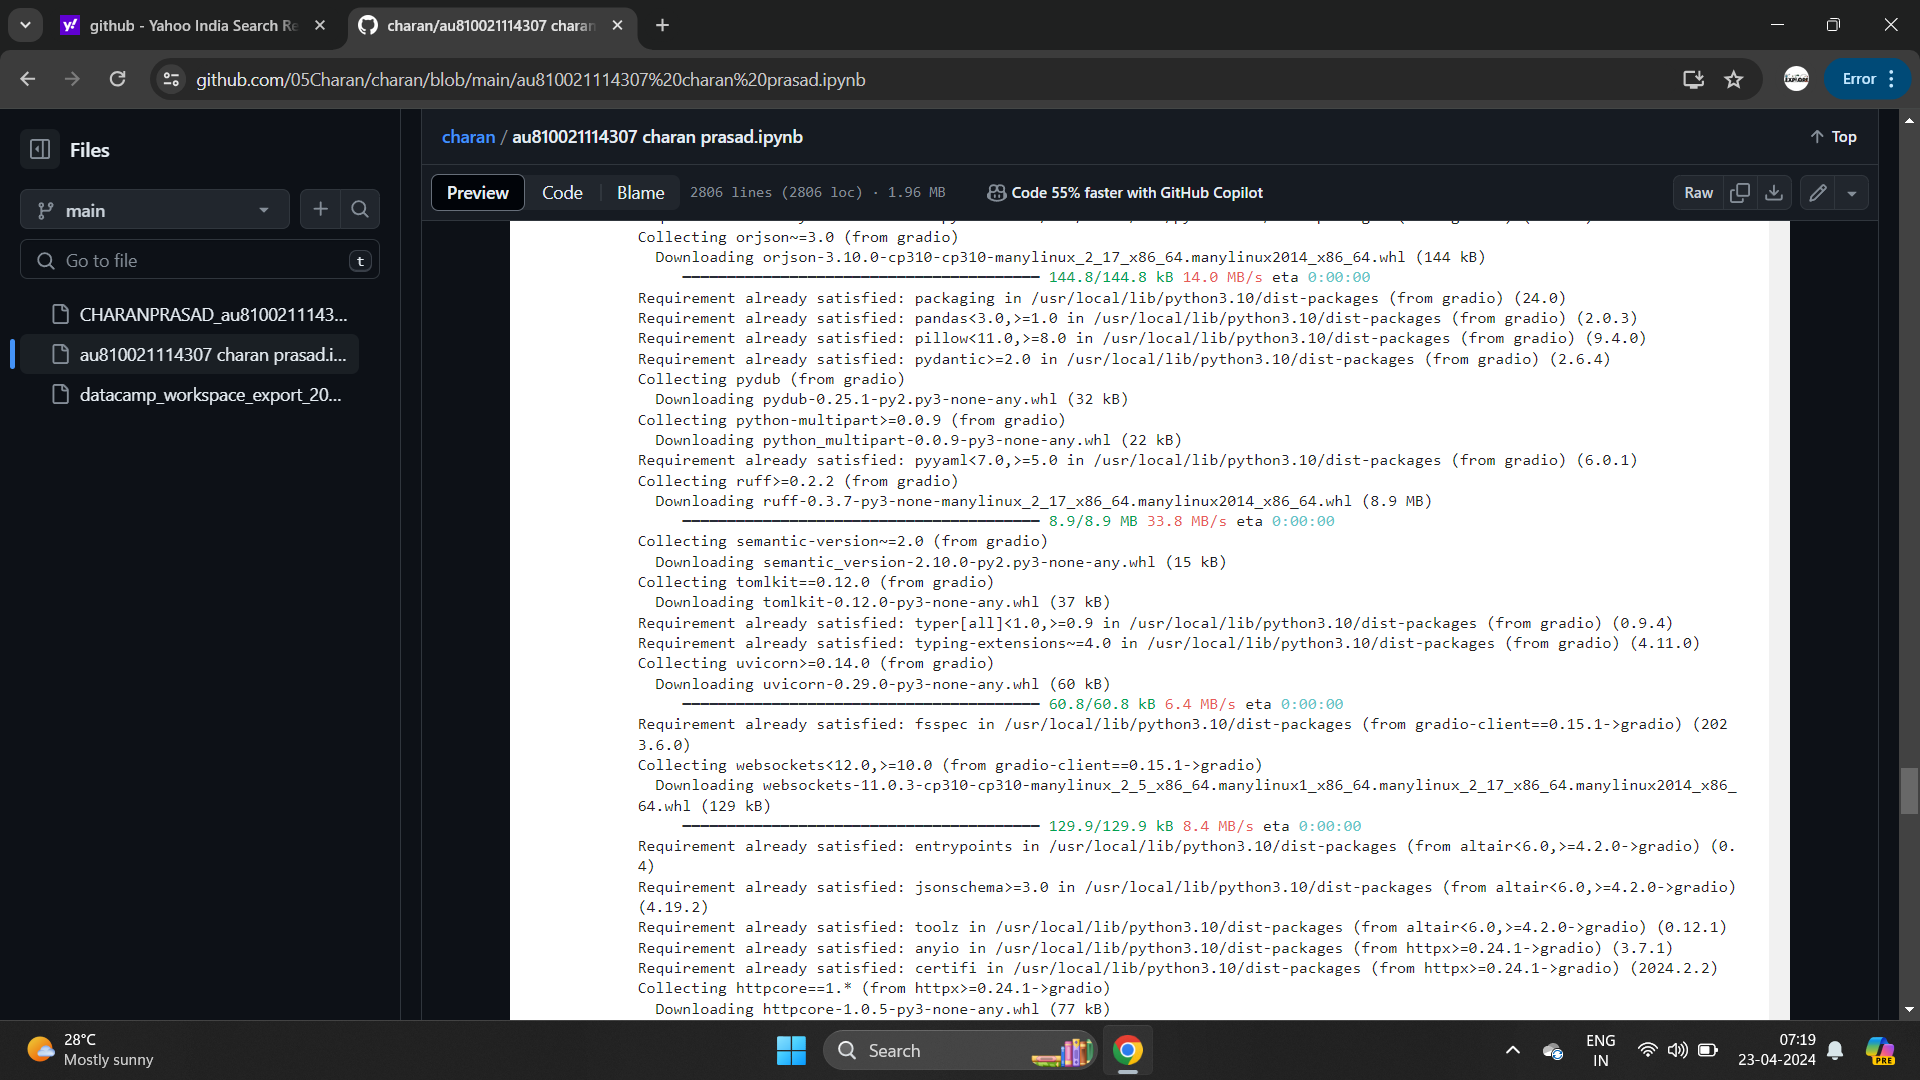 github - Yahoo India Search Re
charan/au810021114307 charan
github.com/05Charan/charan/blob/main/au810021114307%20charan%20prasad.ipynb
Error
Files
main
Go to file
t
CHARANPRASAD_au8100211143...
au810021114307 charan prasad.i...
datacamp_workspace_export_20...
charan / au810021114307 charan prasad.ipynb
Top
Preview
Code
Blame
2806 lines (2806 loc) · 1.96 MB
Code 55% faster with GitHub Copilot
Raw
Collecting orjson~=3.0 (from gradio)
Downloading orjson-3.10.0-cp310-cp310-manylinux_2_17_x86_64.manylinux2014_x86_64.whl (144 kB)
144.8/144.8 kB 14.0 MB/s eta 0:00:00
Requirement already satisfied: packaging in /usr/local/lib/python3.10/dist-packages (from gradio) (24.0)
Requirement already satisfied: pandas<3.0,>=1.0 in /usr/local/lib/python3.10/dist-packages (from gradio) (2.0.3)
Requirement already satisfied: pillow<11.0,>=8.0 in /usr/local/lib/python3.10/dist-packages (from gradio) (9.4.0)
Requirement already satisfied: pydantic>=2.0 in /usr/local/lib/python3.10/dist-packages (from gradio) (2.6.4)
Collecting pydub (from gradio)
Downloading pydub-0.25.1-py2.py3-none-any.whl (32 kB)
Collecting python-multipart>=0.0.9 (from gradio)
Downloading python_multipart-0.0.9-py3-none-any.whl (22 kB)
Requirement already satisfied: pyyaml<7.0,>=5.0 in /usr/local/lib/python3.10/dist-packages (from gradio) (6.0.1)
Collecting ruff>=0.2.2 (from gradio)
Downloading ruff-0.3.7-py3-none-manylinux_2_17_x86_64.manylinux2014_x86_64.whl (8.9 MB)
8.9/8.9 MB 33.8 MB/s eta 0:00:00
Collecting semantic-version~=2.0 (from gradio)
Downloading semantic_version-2.10.0-py2.py3-none-any.whl (15 kB)
Collecting tomlkit==0.12.0 (from gradio)
Downloading tomlkit-0.12.0-py3-none-any.whl (37 kB)
Requirement already satisfied: typer[all]<1.0,>=0.9 in /usr/local/lib/python3.10/dist-packages (from gradio) (0.9.4)
Requirement already satisfied: typing-extensions~=4.0 in /usr/local/lib/python3.10/dist-packages (from gradio) (4.11.0)
Collecting uvicorn>=0.14.0 (from gradio)
Downloading uvicorn-0.29.0-py3-none-any.whl (60 kB)
60.8/60.8 kB 6.4 MB/s eta 0:00:00
Requirement already satisfied: fsspec in /usr/local/lib/python3.10/dist-packages (from gradio-client==0.15.1->gradio) (202
3.6.0)
Collecting websockets<12.0,>=10.0 (from gradio-client==0.15.1->gradio)
Downloading websockets-11.0.3-cp310-cp310-manylinux_2_5_x86_64.manylinux1_x86_64.manylinux_2_17_x86_64.manylinux2014_x86_
64.whl (129 kB)
129.9/129.9 kB 8.4 MB/s eta 0:00:00
Requirement already satisfied: entrypoints in /usr/local/lib/python3.10/dist-packages (from altair<6.0,>=4.2.0->gradio) (0.
4)
Requirement already satisfied: jsonschema>=3.0 in /usr/local/lib/python3.10/dist-packages (from altair<6.0,>=4.2.0->gradio)
(4.19.2)
Requirement already satisfied: toolz in /usr/local/lib/python3.10/dist-packages (from altair<6.0,>=4.2.0->gradio) (0.12.1)
Requirement already satisfied: anyio in /usr/local/lib/python3.10/dist-packages (from httpx>=0.24.1->gradio) (3.7.1)
Requirement already satisfied: certifi in /usr/local/lib/python3.10/dist-packages (from httpx>=0.24.1->gradio) (2024.2.2)
Collecting httpcore==1.* (from httpx>=0.24.1->gradio)
Downloading httpcore-1.0.5-py3-none-any.whl (77 kB)
28°C
Mostly sunny
Search
ENG
IN
07:19
23-04-2024
PRE